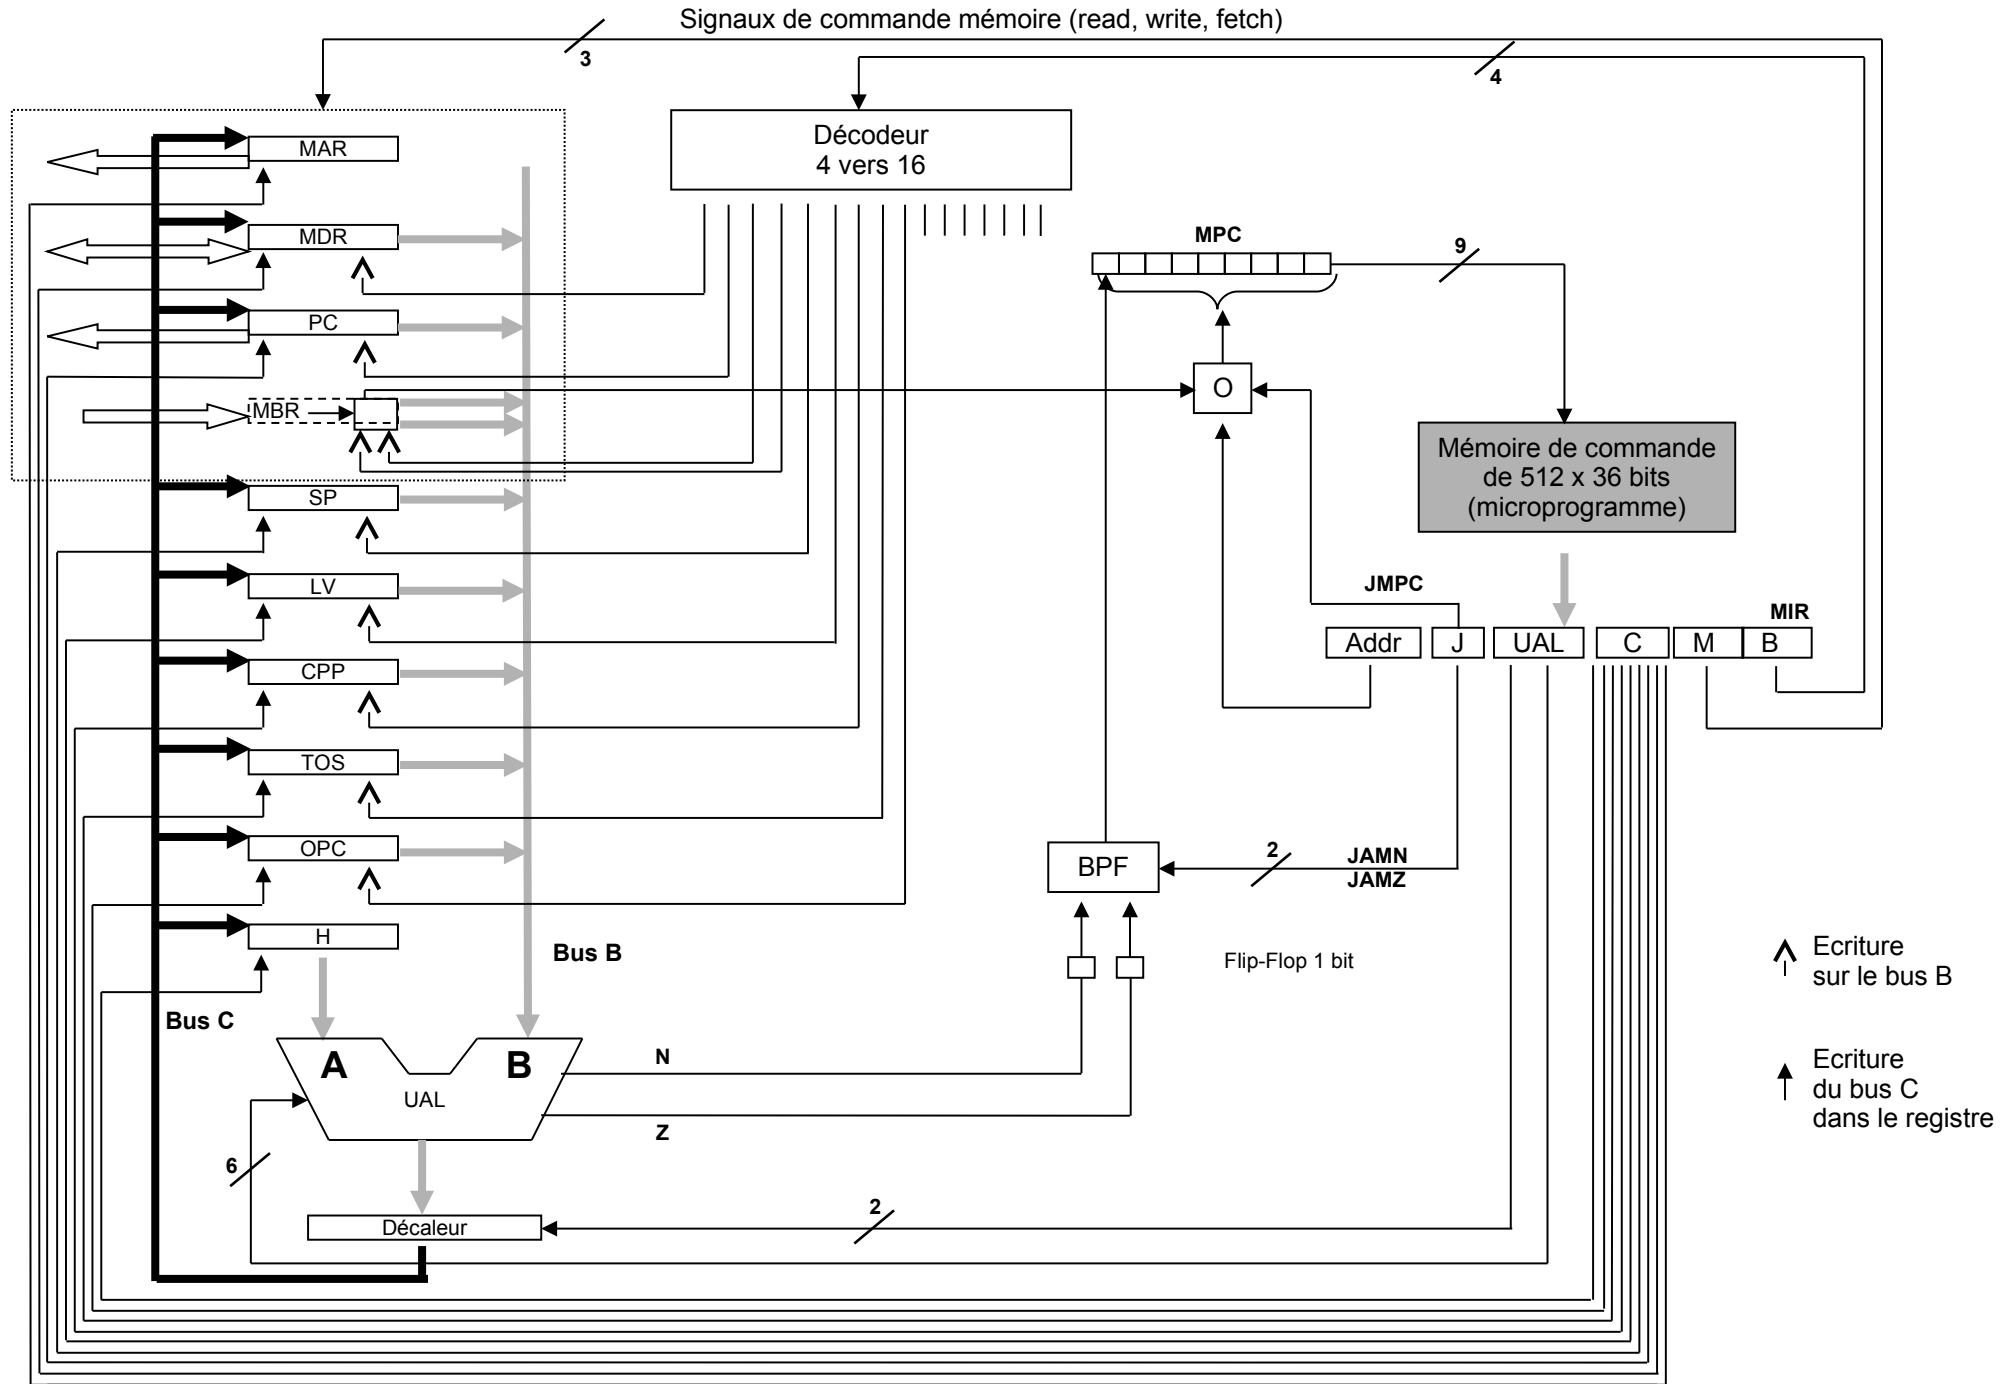 Signaux de commande mémoire (read, write, fetch)
3
4
Décodeur
4 vers 16
MAR
MDR
PC
MBR
SP
LV
CPP
TOS
OPC
H
MPC
9
O
Mémoire de commande
de 512 x 36 bits
(microprogramme)
JMPC
MIR
Addr
J
UAL
C
M
B
BPF
2
JAMN
JAMZ
Flip-Flop 1 bit
Bus B
Bus C
A
B
UAL
N
Z
6
Décaleur
2
Ecriture
sur le bus B
Ecriture
du bus C
dans le registre